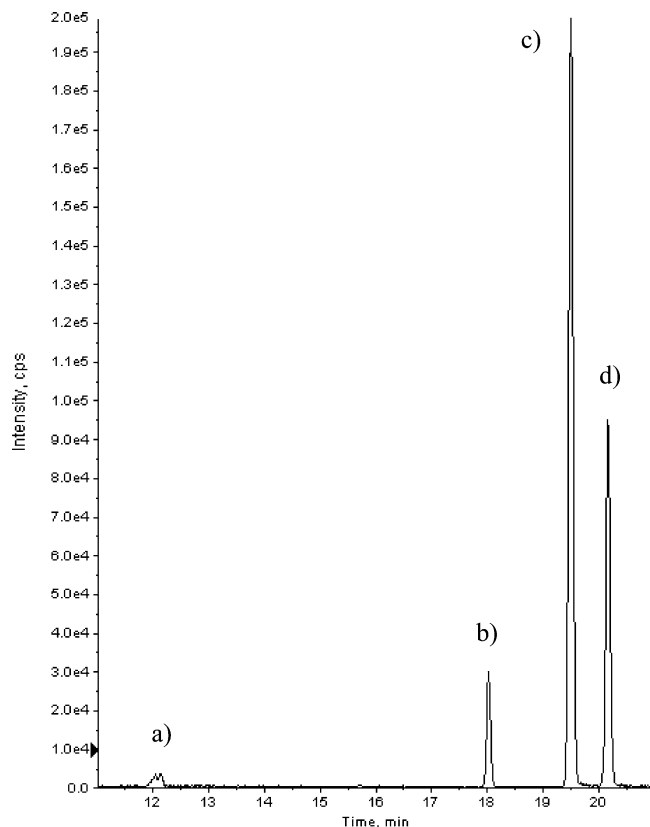 2.0e5
c)
1.9e5
1.8e5
1.7e5
1.6e5
1.5e5
1.4e5
1.3e5
1.2e5
1.1e5
d)
1.0e5
9.0e4
8.0e4
7.0e4
6.0e4
5.0e4
4.0e4
b)
3.0e4
2.0e4
a)
1.0e4
0.0
Intensity, cps
12 13 14 15 16 17 18 19 20
Time, min